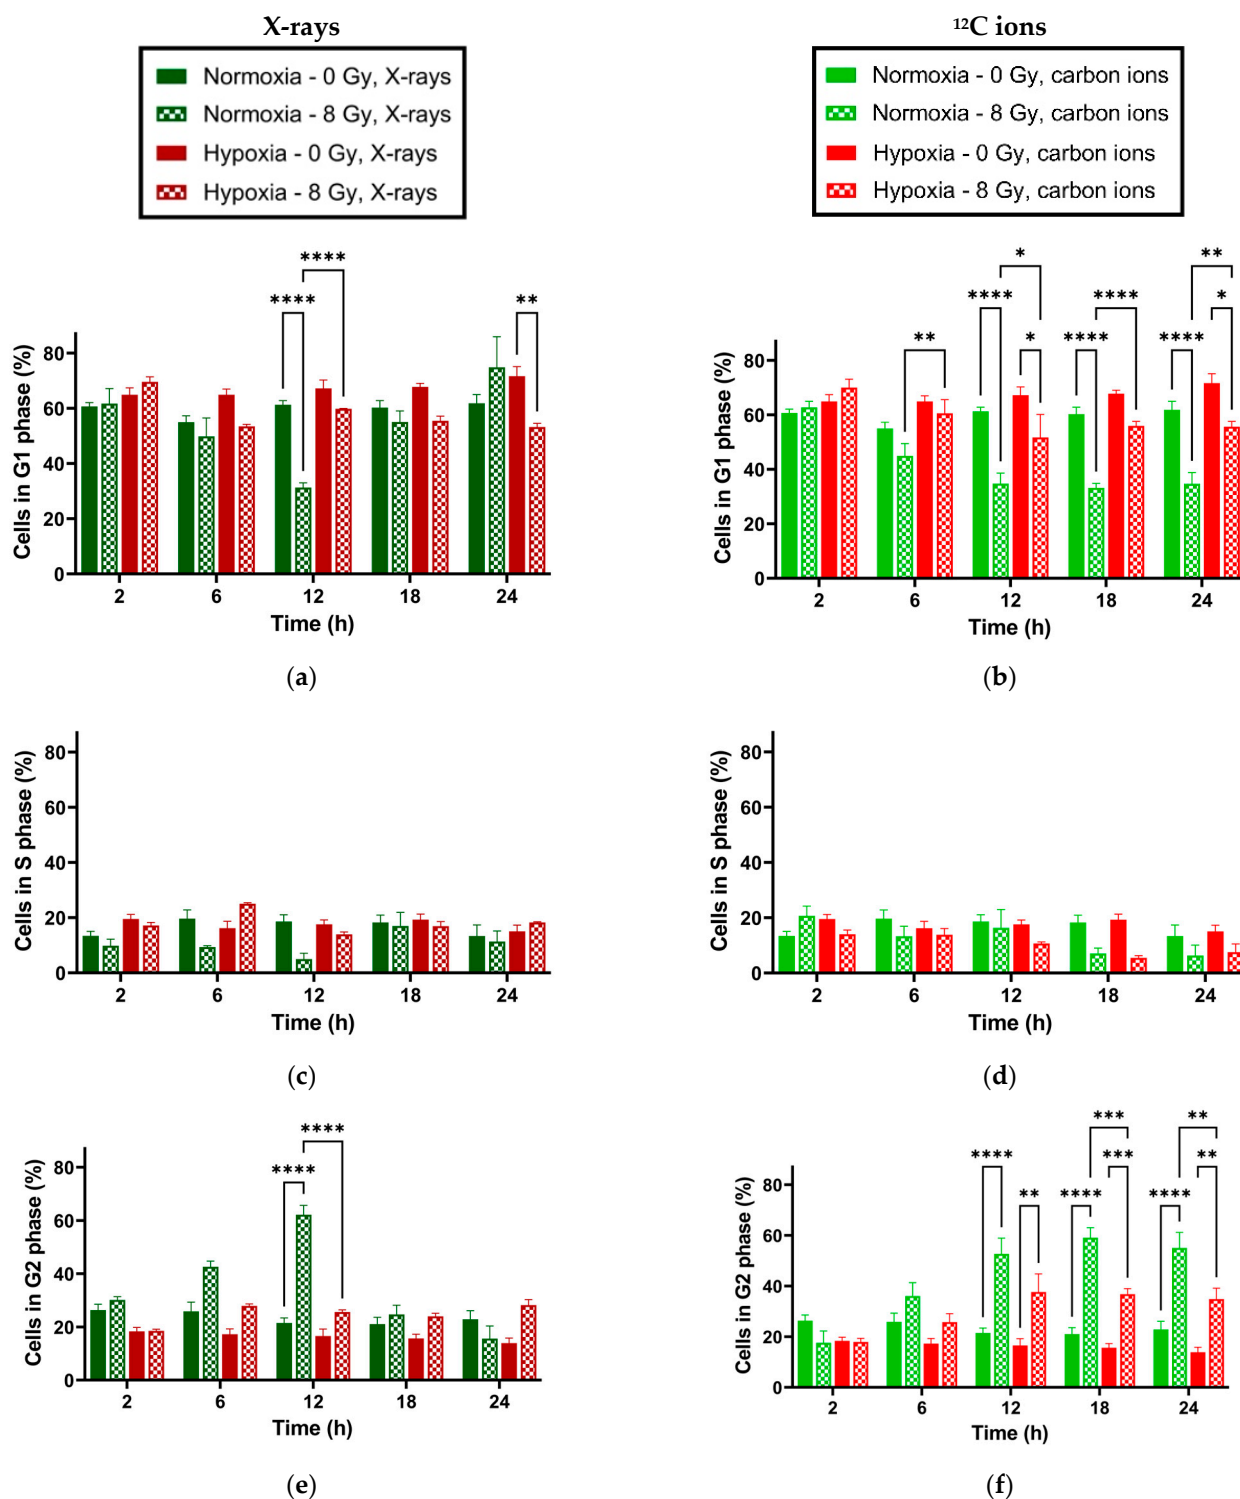 X-rays
Normoxia - 0 Gy, X-rays
Normoxia - 8 Gy, X-rays
Hypoxia - 0 Gy, X-rays
Hypoxia - 8 Gy, X-rays
¹²C ions
Normoxia - 0 Gy, carbon ions
Normoxia - 8 Gy, carbon ions
Hypoxia - 0 Gy, carbon ions
Hypoxia - 8 Gy, carbon ions
Cells in G1 phase (%)
80
60
40
20
0
****
****
**
2 6 12 18 24
Time (h)
(a)
Cells in G1 phase (%)
80
60
40
20
0
* **
**** **** *
** * **** ****
2 6 12 18 24
Time (h)
(b)
Cells in S phase (%)
80
60
40
20
0
2 6 12 18 24
Time (h)
(c)
Cells in S phase (%)
80
60
40
20
0
2 6 12 18 24
Time (h)
(d)
Cells in G2 phase (%)
80
60
40
20
0
****
****
2 6 12 18 24
Time (h)
(e)
Cells in G2 phase (%)
80
60
40
20
0
*** **
**** *** **
** **** ****
2 6 12 18 24
Time (h)
(f)